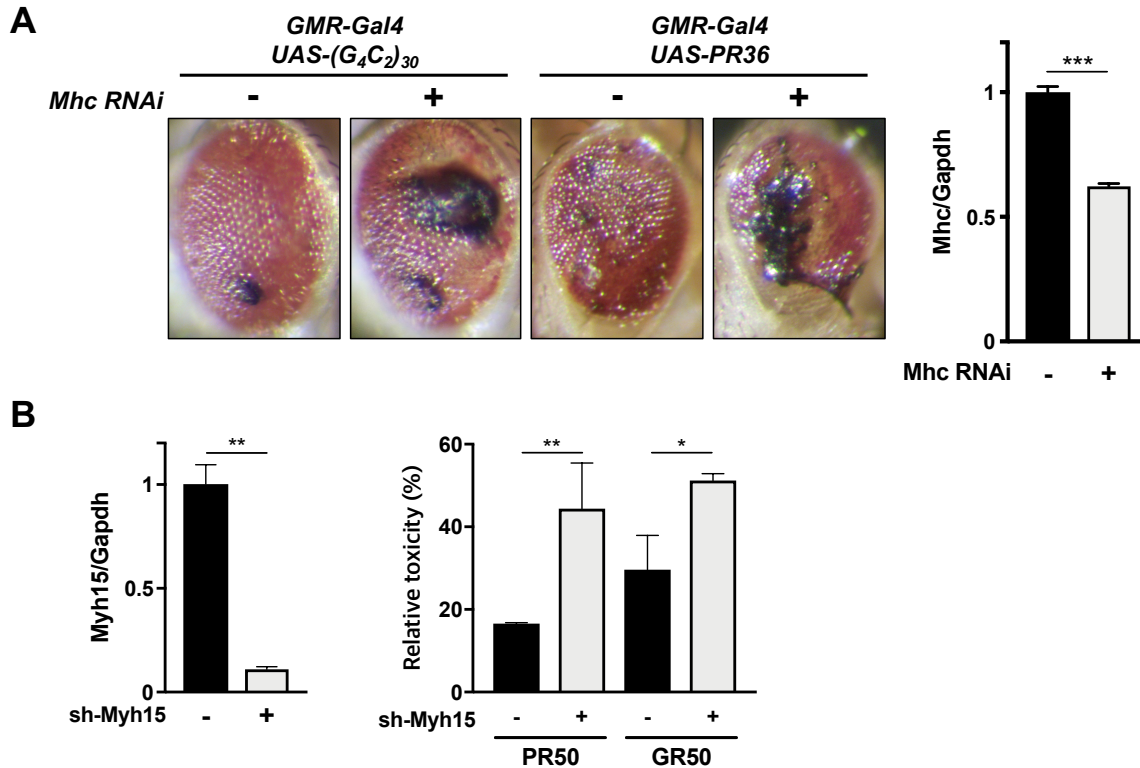 A
GMR-Gal4
UAS-(G₄C₂)₃₀
GMR-Gal4
UAS-PR36
Mhc RNAi - + - +
***
Mhc/Gapdh
1
0.5
0
Mhc RNAi - +
B
**
Myh15/Gapdh
1
0.5
0
sh-Myh15 - +
** *
Relative toxicity (%)
60
40
20
0
sh-Myh15 - + - +
PR50 GR50